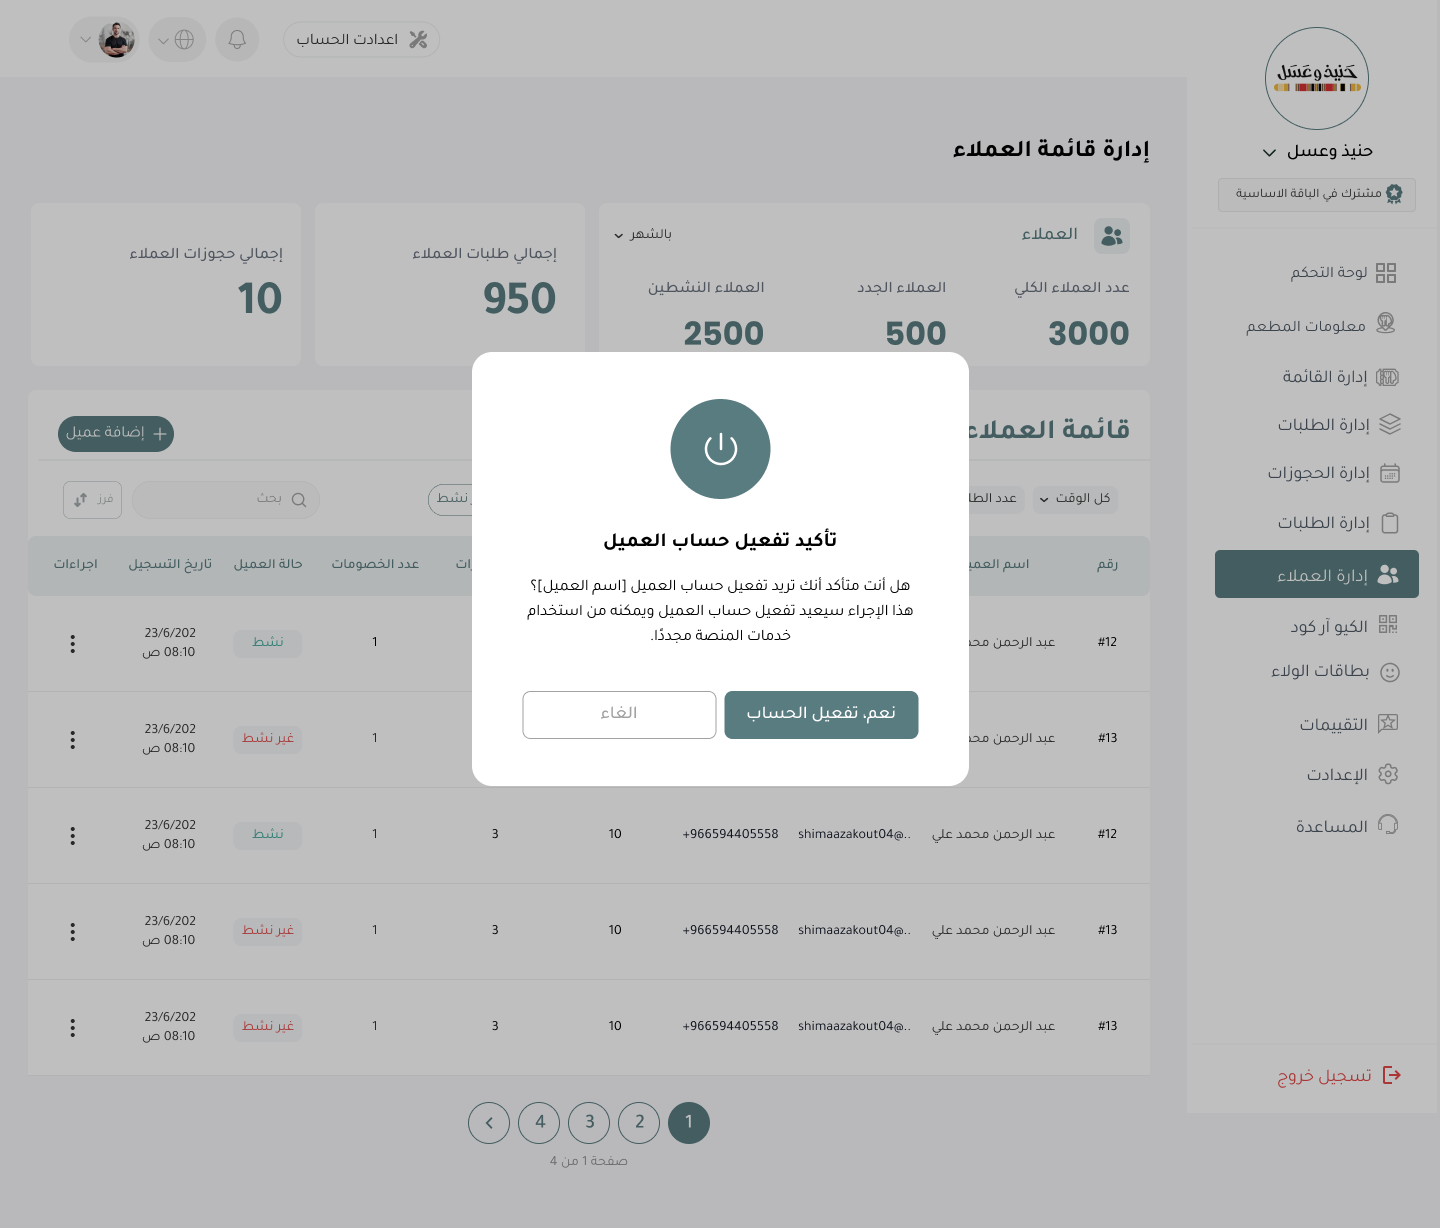 اعدادت الحساب
حَنيذ وعَسَل
حنيذ وعسل
مشترك في الباقة الاساسية
لوحة التحكم
معلومات المطعم
إدارة القائمة
إدارة الطلبات
إدارة الحجوزات
إدارة الطلبات
إدارة العملاء
الكيو آر كود
بطاقات الولاء
التقييمات
الإعدادت
المساعدة
تسجيل خروج
إدارة قائمة العملاء
العملاء
بالشهر
عدد العملاء الكلي
العملاء الجدد
العملاء النشطين
3000
500
2500
إجمالي طلبات العملاء
950
إجمالي حجوزات العملاء
10
قائمة العملاء
إضافة عميل
كل الوقت
عدد
نشط
بحث
فرز
رقم
اسم
عدد الخصومات
حالة العميل
تاريخ التسجيل
اجراءات
#12 عبد الرحمن 1 نشط 23/6/202
08:10 ص
#13 عبد الرحمن 1 غير نشط 23/6/202
08:10 ص
#12 عبد الرحمن محمد علي shimaazakout04@.. +966594405558 10 3 1 نشط 23/6/202
08:10 ص
#13 عبد الرحمن محمد علي shimaazakout04@.. +966594405558 10 3 1 غير نشط 23/6/202
08:10 ص
#13 عبد الرحمن محمد علي shimaazakout04@.. +966594405558 10 3 1 غير نشط 23/6/202
08:10 ص
تأكيد تفعيل حساب العميل
هل أنت متأكد أنك تريد تفعيل حساب العميل [اسم العميل]؟
هذا الإجراء سيعيد تفعيل حساب العميل ويمكنه من استخدام
خدمات المنصة مجددًا.
نعم، تفعيل الحساب
الغاء
1 2 3 4
صفحة 1 من 4